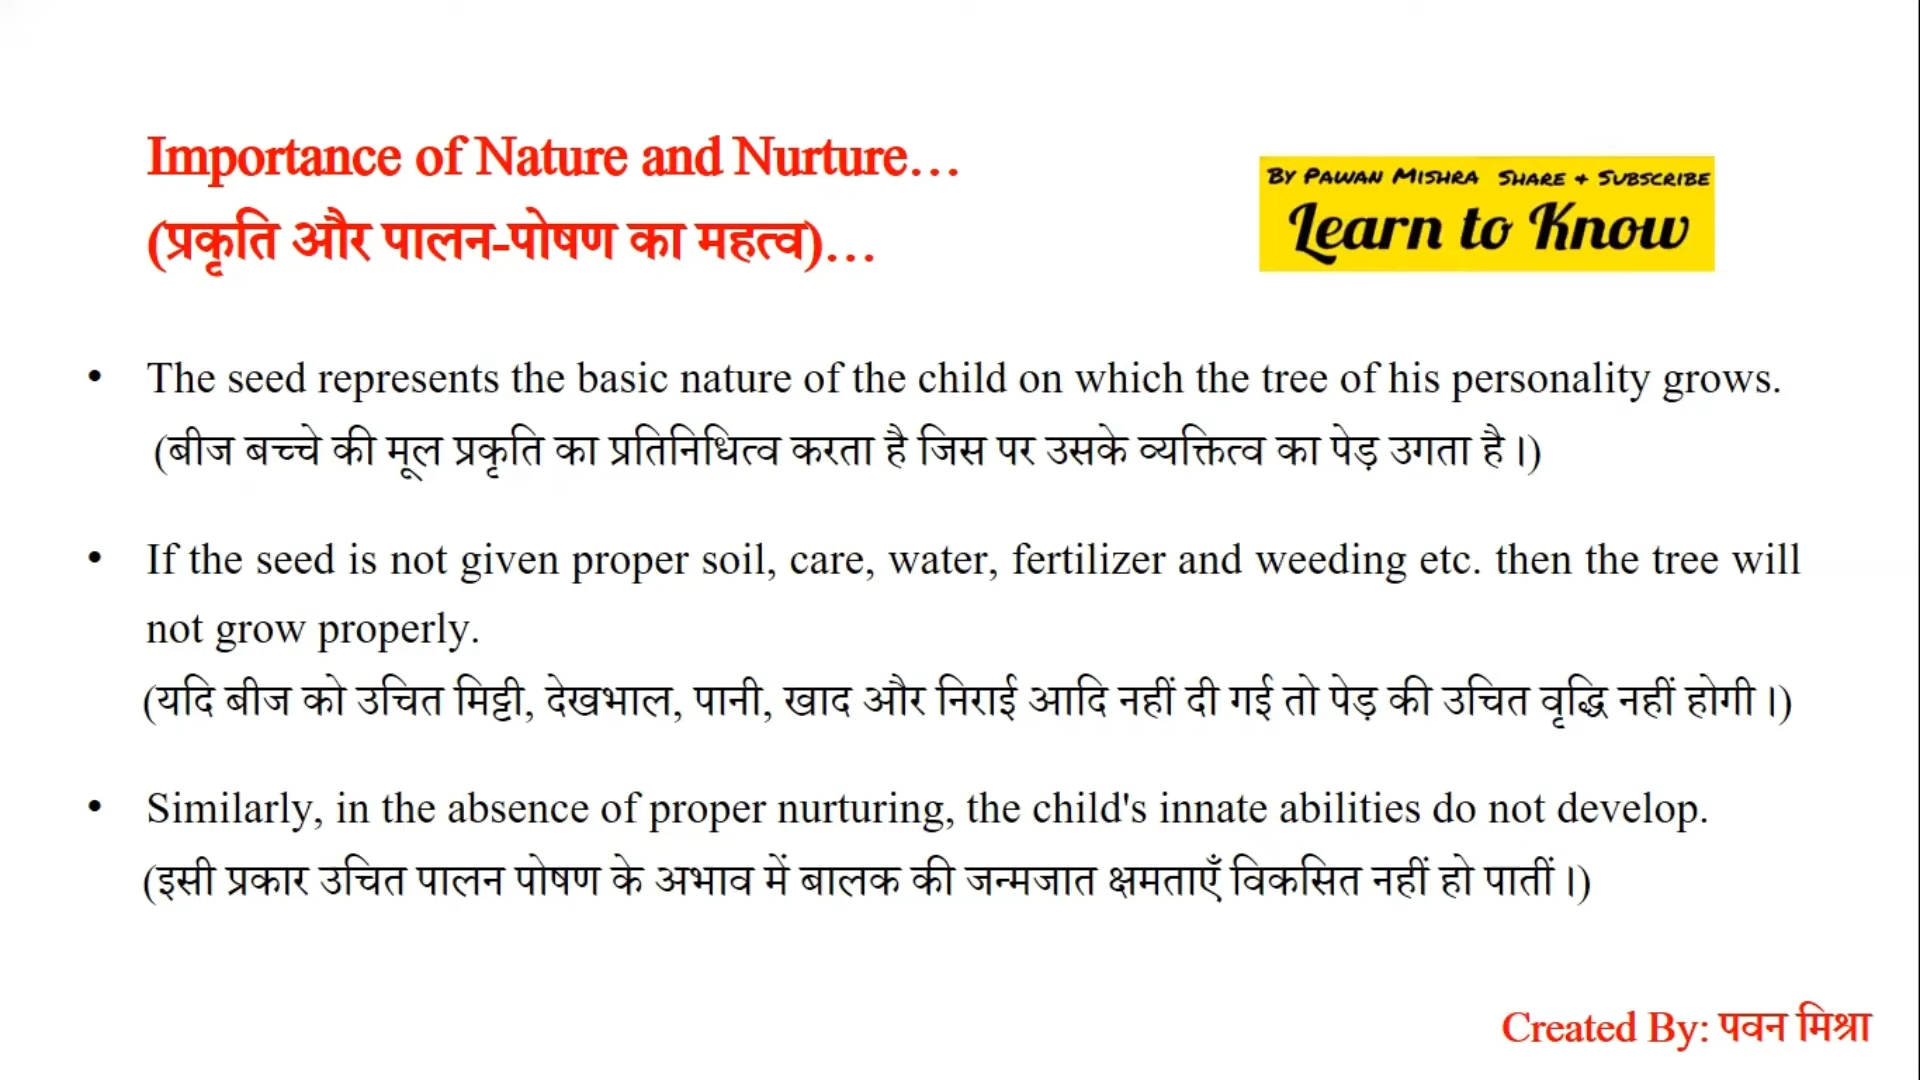 Importance of Nature and Nurture…
(प्रकृति और पालन-पोषण का महत्व)…
By Pawan Mishra Share + Subscribe
Learn to Know
• The seed represents the basic nature of the child on which the tree of his personality grows.
(बीज बच्चे की मूल प्रकृति का प्रतिनिधित्व करता है जिस पर उसके व्यक्तित्व का पेड़ उगता है।)
• If the seed is not given proper soil, care, water, fertilizer and weeding etc. then the tree will
not grow properly.
(यदि बीज को उचित मिट्टी, देखभाल, पानी, खाद और निराई आदि नहीं दी गई तो पेड़ की उचित वृद्धि नहीं होगी।)
• Similarly, in the absence of proper nurturing, the child's innate abilities do not develop.
(इसी प्रकार उचित पालन पोषण के अभाव में बालक की जन्मजात क्षमताएँ विकसित नहीं हो पातीं।)
Created By: पवन मिश्रा